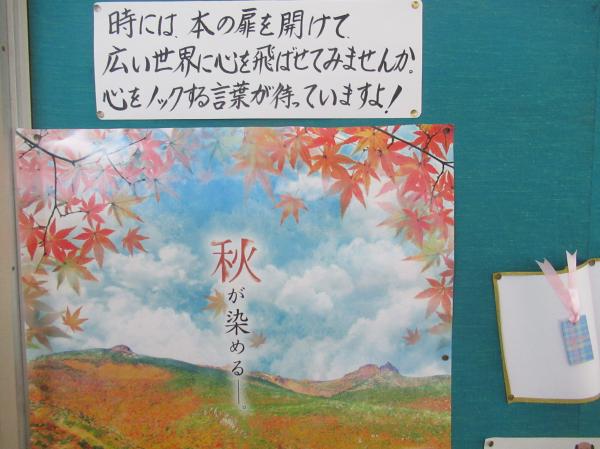 時には、本の扉を開けて、
広い世界に心を飛ばせてみませんか。
心をノックする言葉が待っていますよ！
秋が染める―。